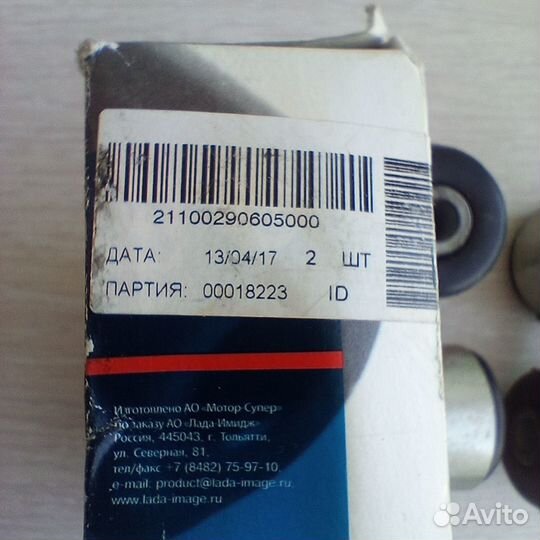 21100290605000
ДАТА: 13/04/17 2 ШТ
ПАРТИЯ: 00018223 ID
Изготовлено АО «Мотор-Супер»
по заказу АО «Лада-Имидж»
Россия, 445043, г. Тольятти,
ул. Северная, 81,
тел/факс +7 (8482) 75-97-10.
e-mail: product@lada-image.ru
www.lada-image.ru
Avito